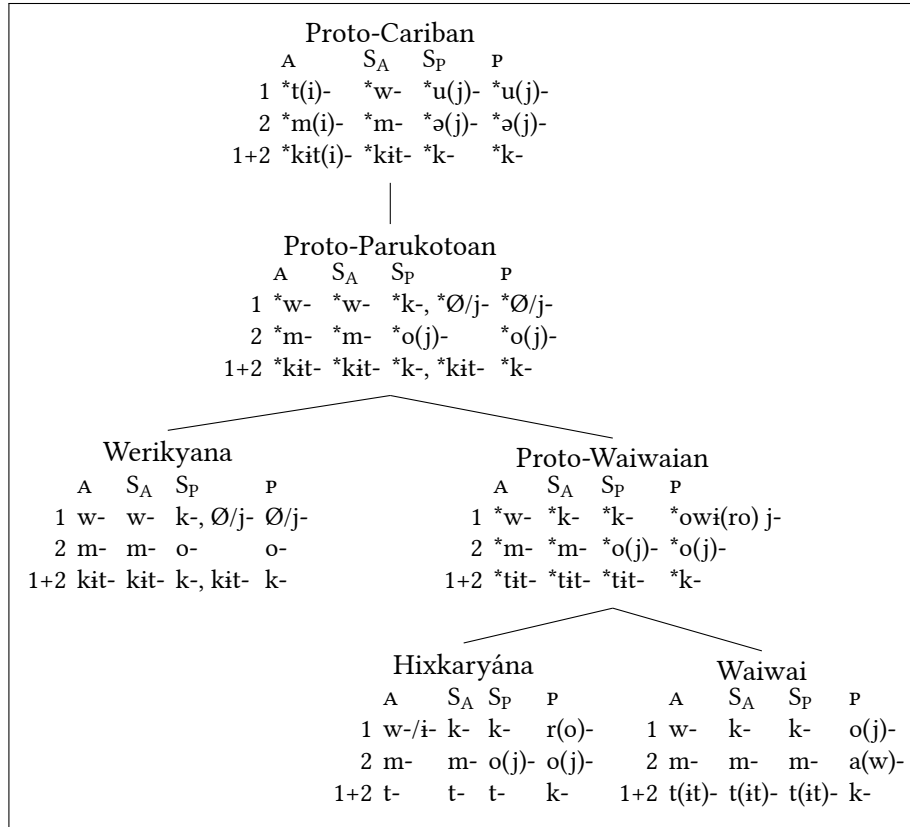 Proto-Cariban
A S_A S_P P
1 *t(i)- *w- *u(j)- *u(j)-
2 *m(i)- *m- *ə(j)- *ə(j)-
1+2 *kɨt(i)- *kɨt- *k- *k-
Proto-Parukotoan
A S_A S_P P
1 *w- *w- *k-, *Ø/j- *Ø/j-
2 *m- *m- *o(j)- *o(j)-
1+2 *kɨt- *kɨt- *k-, *kɨt- *k-
Werikyana
A S_A S_P P
1 w- w- k-, Ø/j- Ø/j-
2 m- m- o- o-
1+2 kɨt- kɨt- k-, kɨt- k-
Proto-Waiwaian
A S_A S_P P
1 *w- *k- *k- *owɨ(ro) j-
2 *m- *m- *o(j)- *o(j)-
1+2 *tɨt- *tɨt- *tɨt- *k-
Hixkaryána
A S_A S_P P
1 w-/ɨ- k- k- r(o)-
2 m- m- o(j)- o(j)-
1+2 t- t- t- k-
Waiwai
A S_A S_P P
1 w- k- k- o(j)-
2 m- m- m- a(w)-
1+2 t(ɨt)- t(ɨt)- t(ɨt)- k-